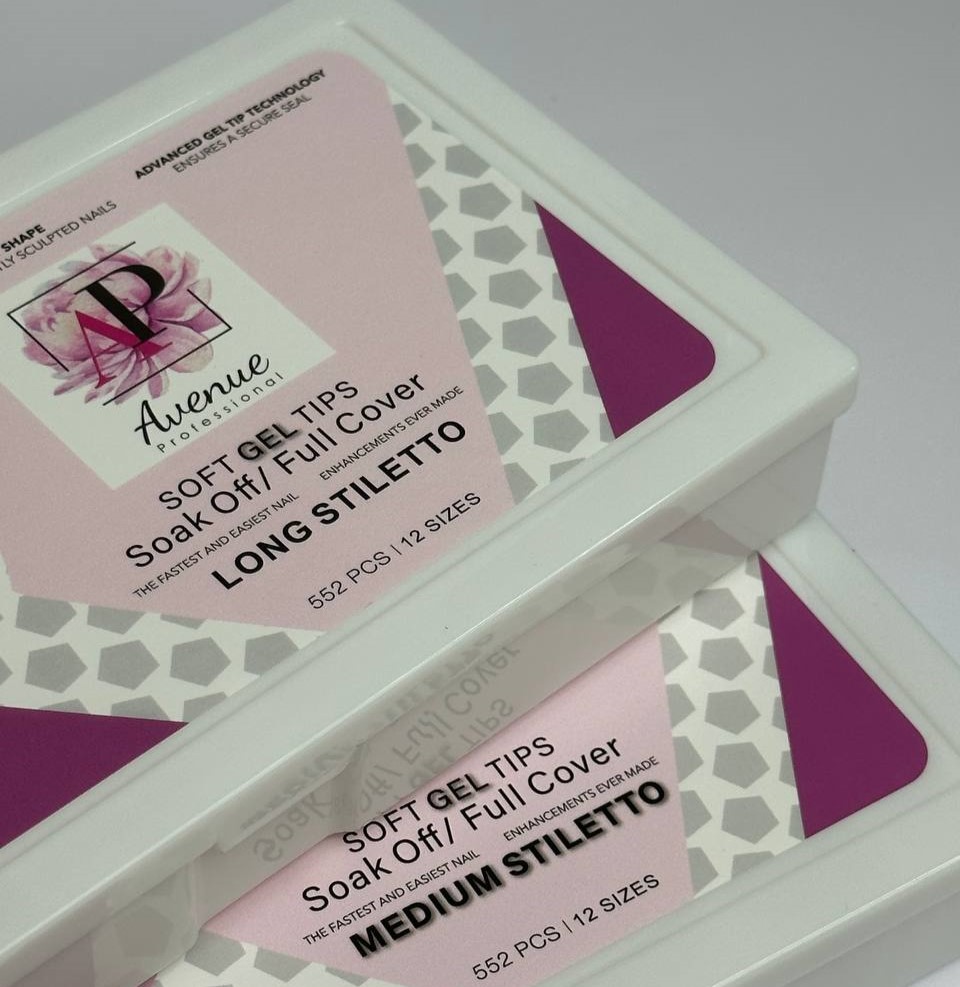 ADVANCED GEL TIP TECHNOLOGY
ENSURES A SECURE SEAL
SHAPE
SCULPTED NAILS
AP
Avenue
Professional
SOFT GEL TIPS
Soak Off/ Full Cover
THE FASTEST AND EASIEST NAIL ENHANCEMENTS EVER MADE
LONG STILETTO
552 PCS | 12 SIZES
SOFT GEL TIPS
Soak Off/ Full Cover
THE FASTEST AND EASIEST NAIL ENHANCEMENTS EVER MADE
MEDIUM STILETTO
552 PCS | 12 SIZES